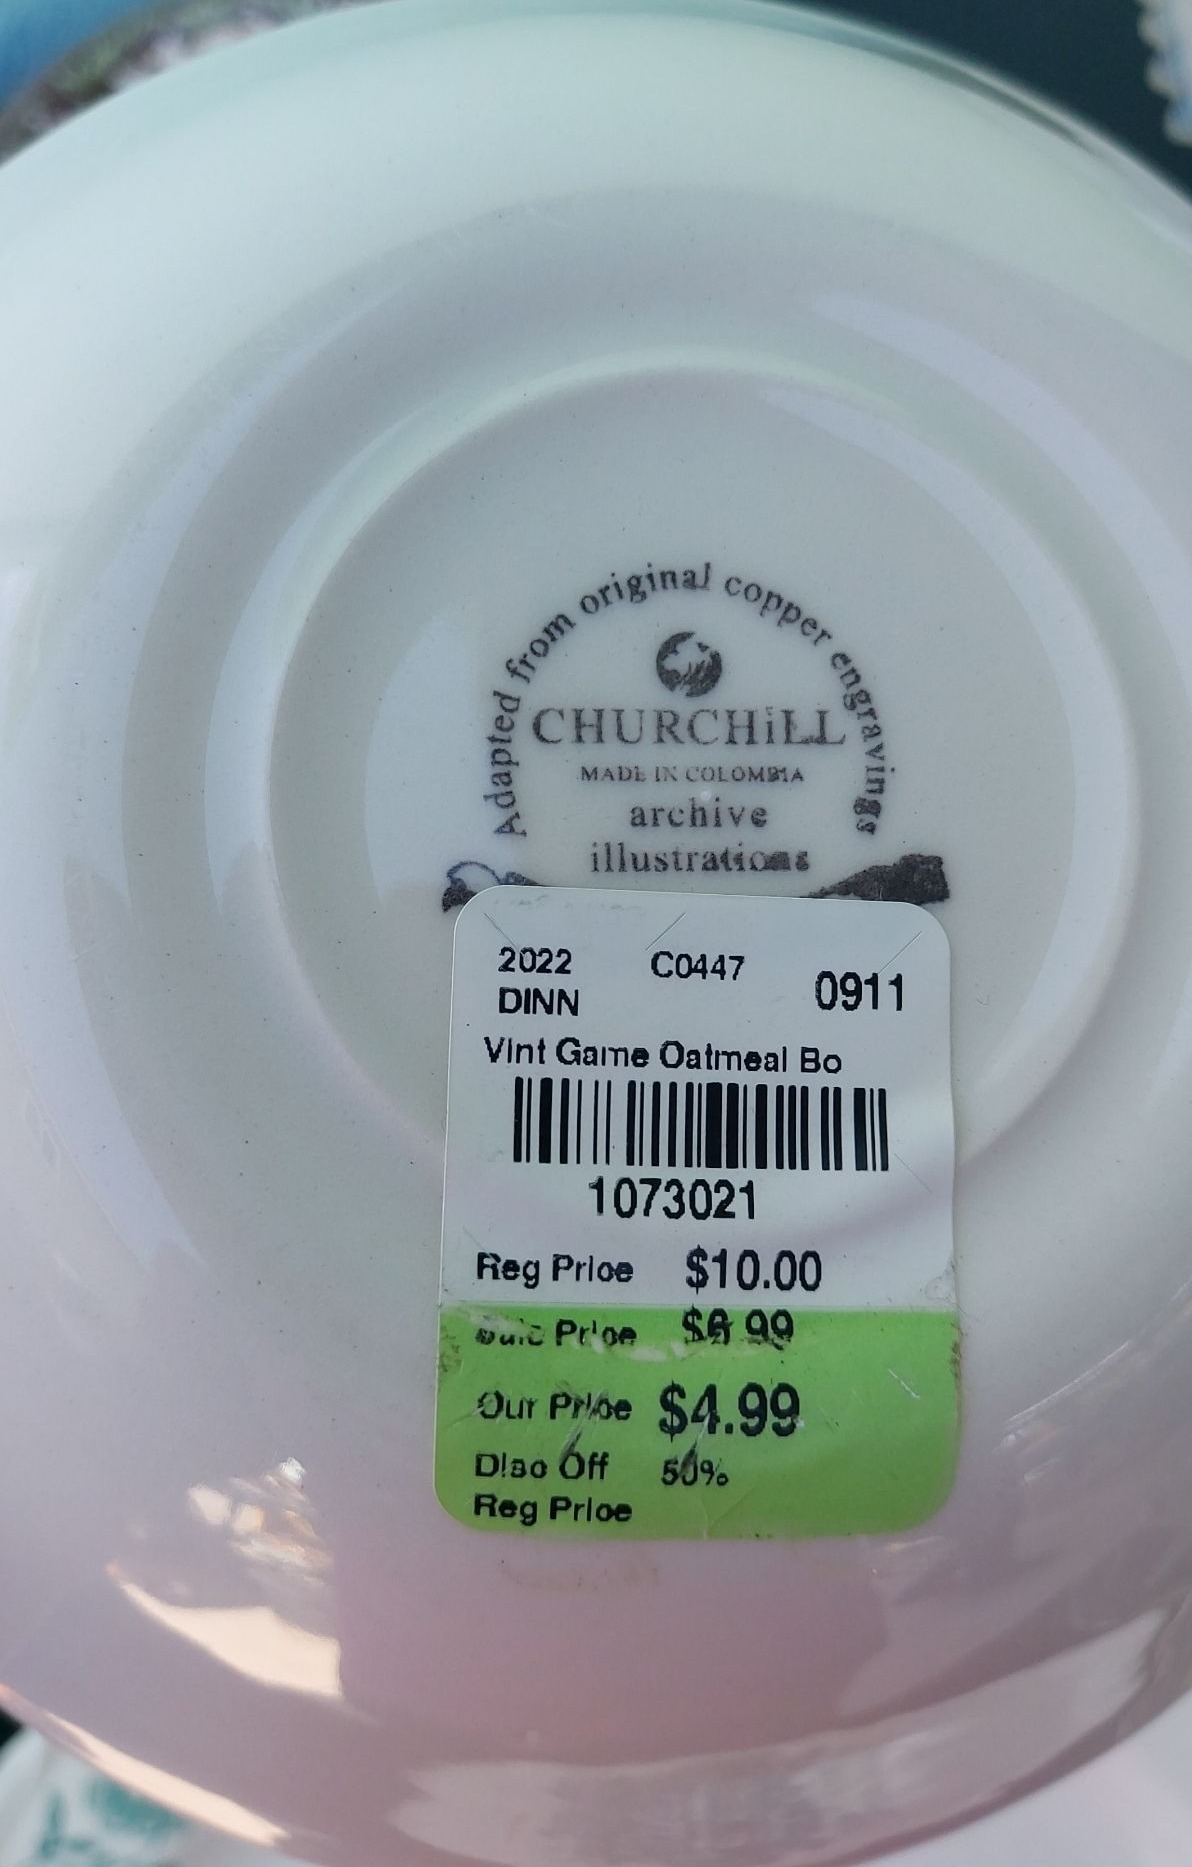 Adapted from original copper engravings
CHURCHiLL
MADE IN COLOMBIA
archive
illustrations
2022 C0447 0911
DINN
Vint Game Oatmeal Bo
1073021
Reg Price $10.00
Sale Price $6.99
Our Price $4.99
Disc Off 50%
Reg Price